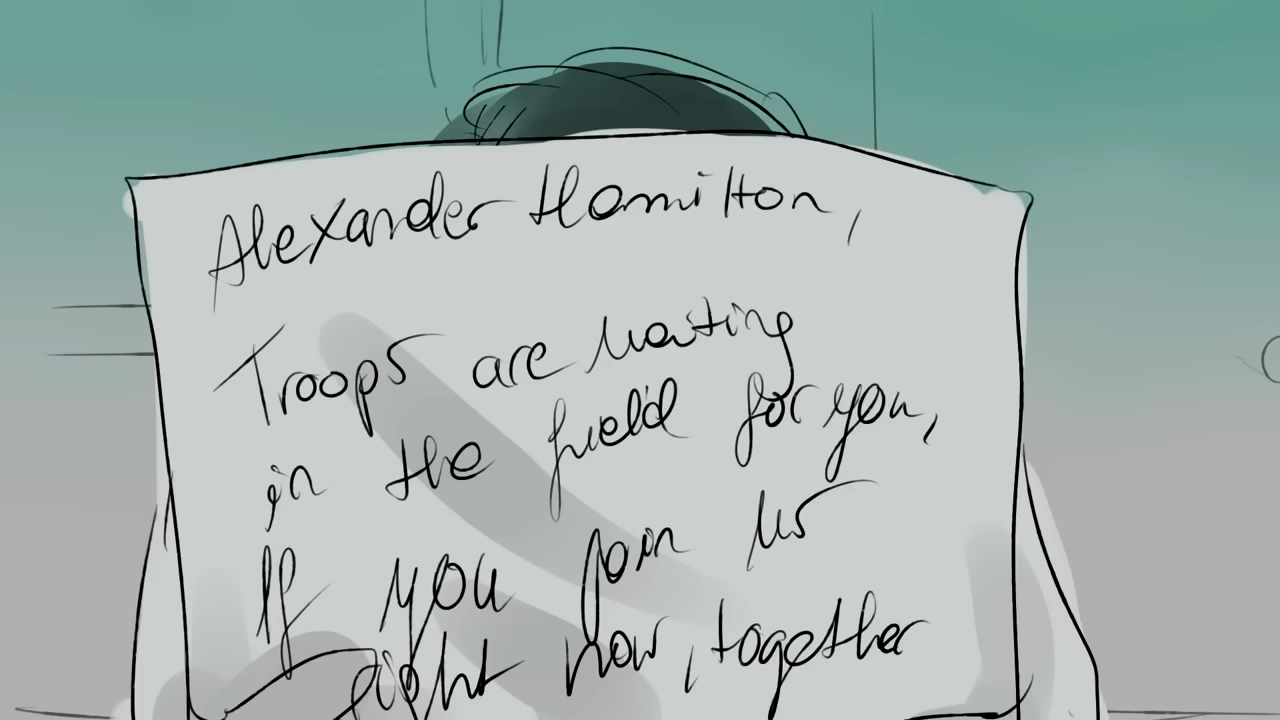 Alexander Hamilton,
Troops are waiting
in the field for you,
If you join us
right now, together